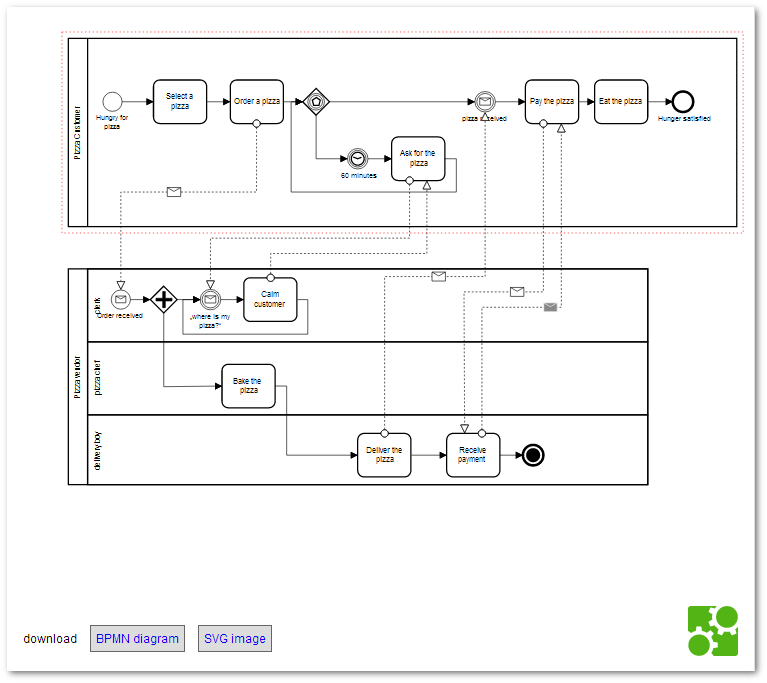 Pizza Customer
Hungry for
pizza
Select a
pizza
Order a pizza
60 minutes
Ask for the
pizza
pizza received
Pay the pizza
Eat the pizza
Hunger satisfied
Pizza vendor
clerk
Order received
„where is my
pizza?“
Calm
customer
pizza chef
Bake the
pizza
delivery boy
Deliver the
pizza
Receive
payment
download
BPMN diagram
SVG image